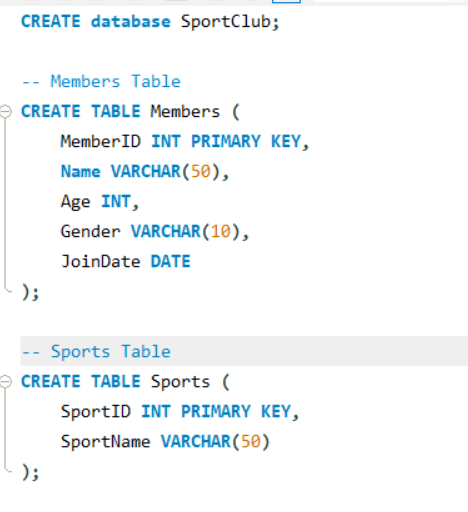 CREATE database SportClub;
-- Members Table
CREATE TABLE Members (
MemberID INT PRIMARY KEY,
Name VARCHAR(50),
Age INT,
Gender VARCHAR(10),
JoinDate DATE
);
-- Sports Table
CREATE TABLE Sports (
SportID INT PRIMARY KEY,
SportName VARCHAR(50)
);